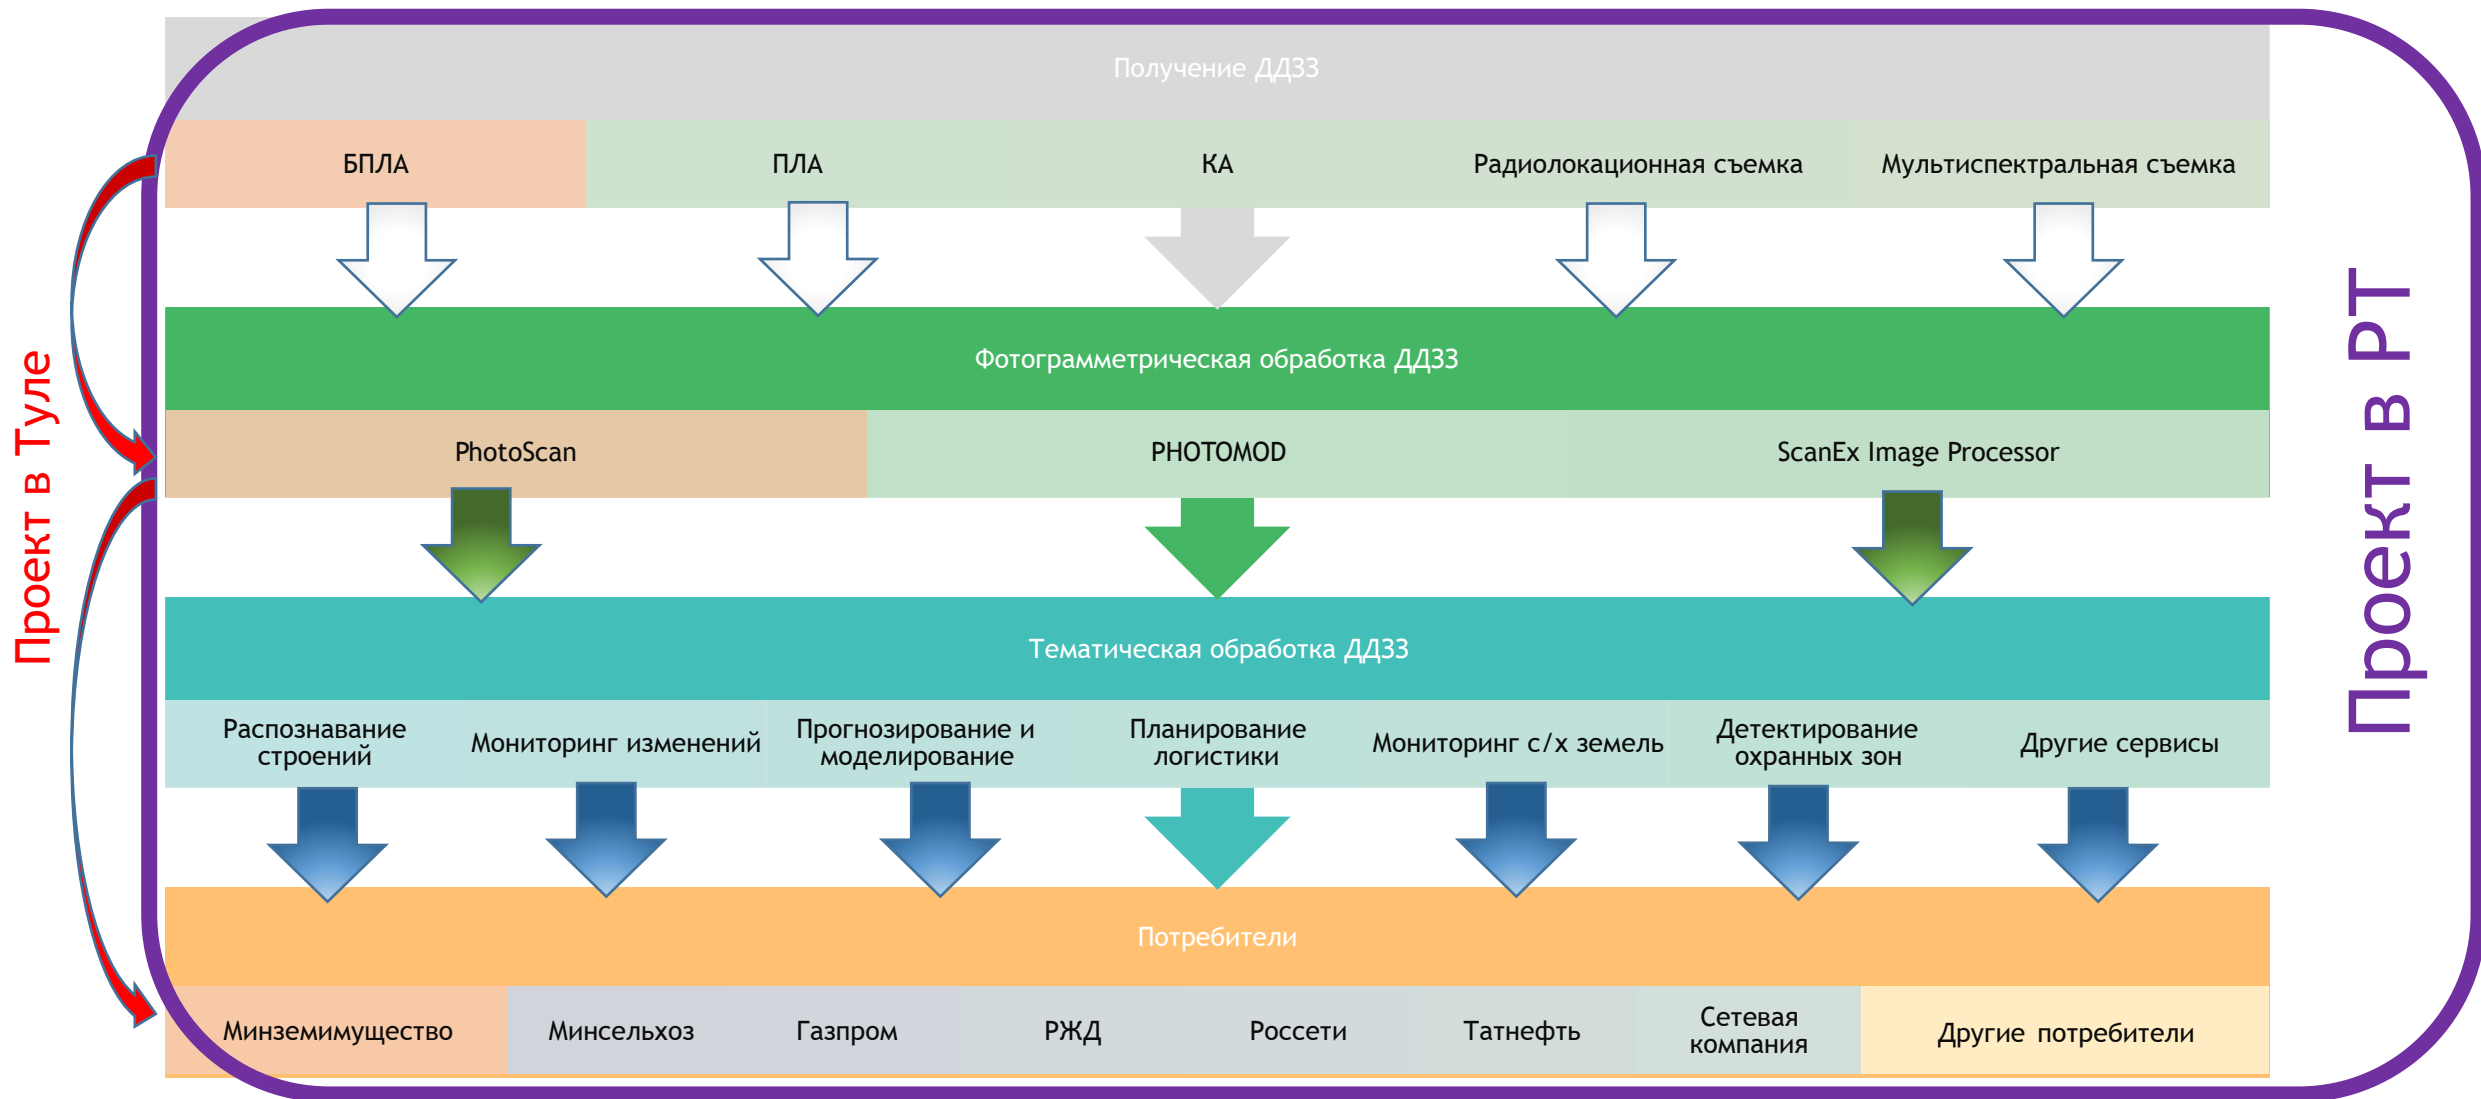 Получение ДДЗЗ
БПЛА
ПЛА
КА
Радиолокационная съемка
Мультиспектральная съемка
Фотограмметрическая обработка ДДЗЗ
PhotoScan
PHOTOMOD
ScanEx Image Processor
Тематическая обработка ДДЗЗ
Распознавание
строений
Мониторинг изменений
Прогнозирование и
моделирование
Планирование
логистики
Мониторинг с/х земель
Детектирование
охранных зон
Другие сервисы
Потребители
Минземимущество
Минсельхоз
Газпром
РЖД
Россети
Татнефть
Сетевая
компания
Другие потребители
Проект в Туле
Проект в РТ